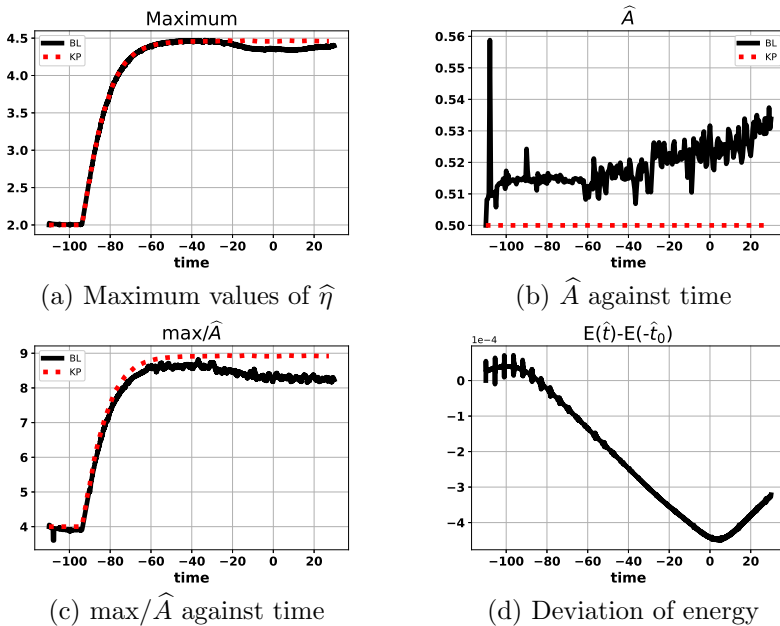 Maximum
4.5
4.0
3.5
3.0
2.5
2.0
BL
KP
−100 −80 −60 −40 −20 0 20
time
(a) Maximum values of η̂
Â
0.56
0.55
0.54
0.53
0.52
0.51
0.50
BL
KP
−100 −80 −60 −40 −20 0 20
time
(b) Â against time
max/Â
9
8
7
6
5
4
BL
KP
−100 −80 −60 −40 −20 0 20
time
(c) max/Â against time
E(t̂)-E(-t̂₀)
1e−4
0
−1
−2
−3
−4
−100 −80 −60 −40 −20 0 20
time
(d) Deviation of energy